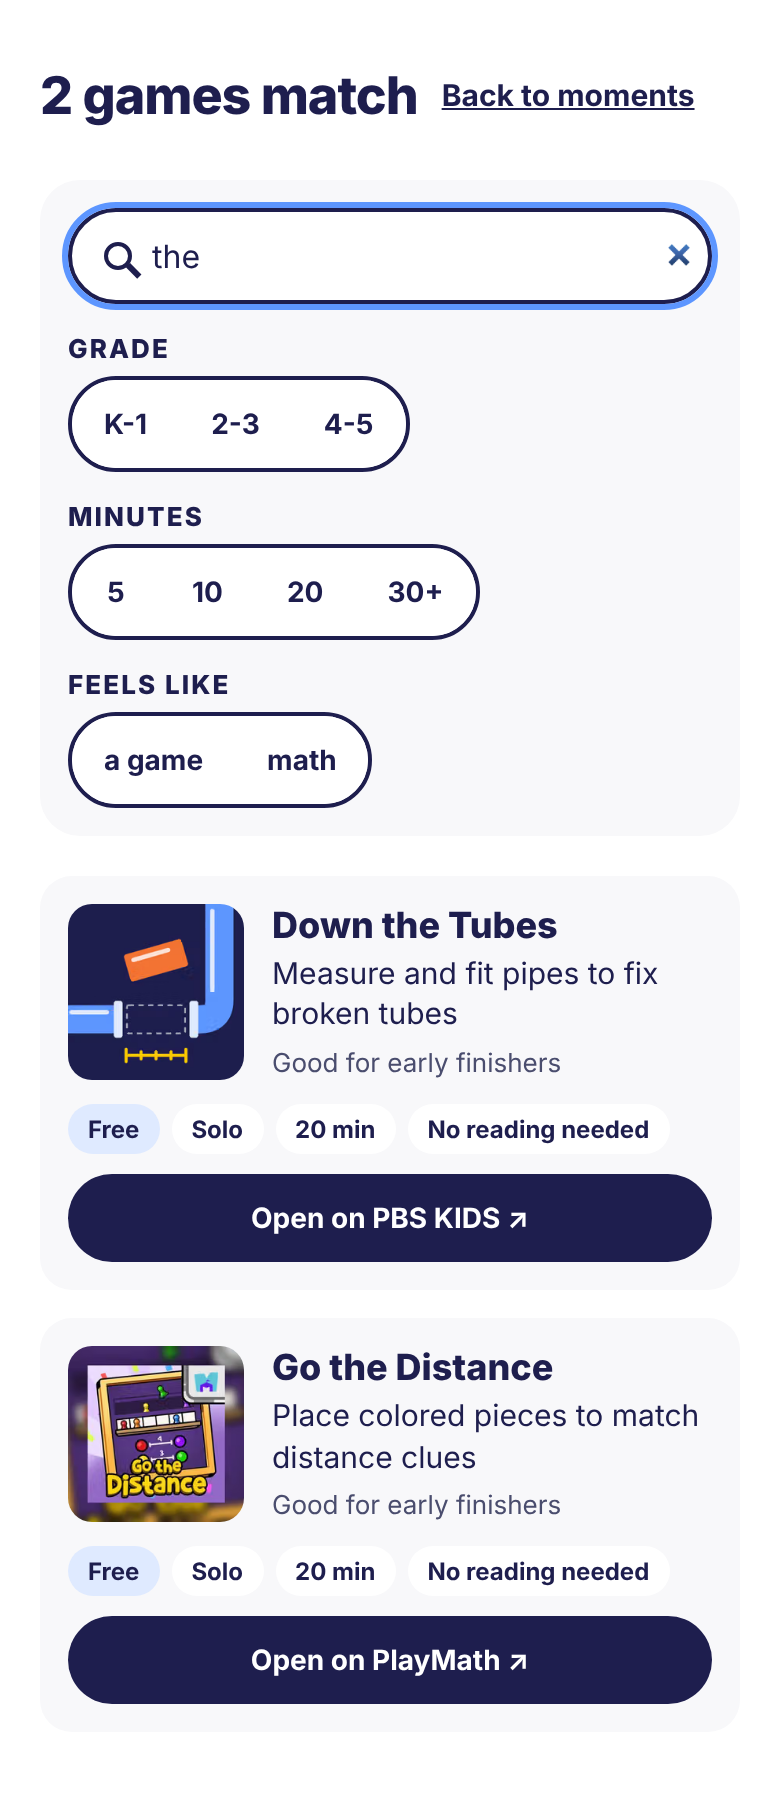 2 games match Back to moments
the
GRADE
K-1 2-3 4-5
MINUTES
5 10 20 30+
FEELS LIKE
a game math
Down the Tubes
Measure and fit pipes to fix
broken tubes
Good for early finishers
Free Solo 20 min No reading needed
Open on PBS KIDS ↗
Go the Distance
Place colored pieces to match
distance clues
Good for early finishers
4
3
Go the
Distance
Free Solo 20 min No reading needed
Open on PlayMath ↗